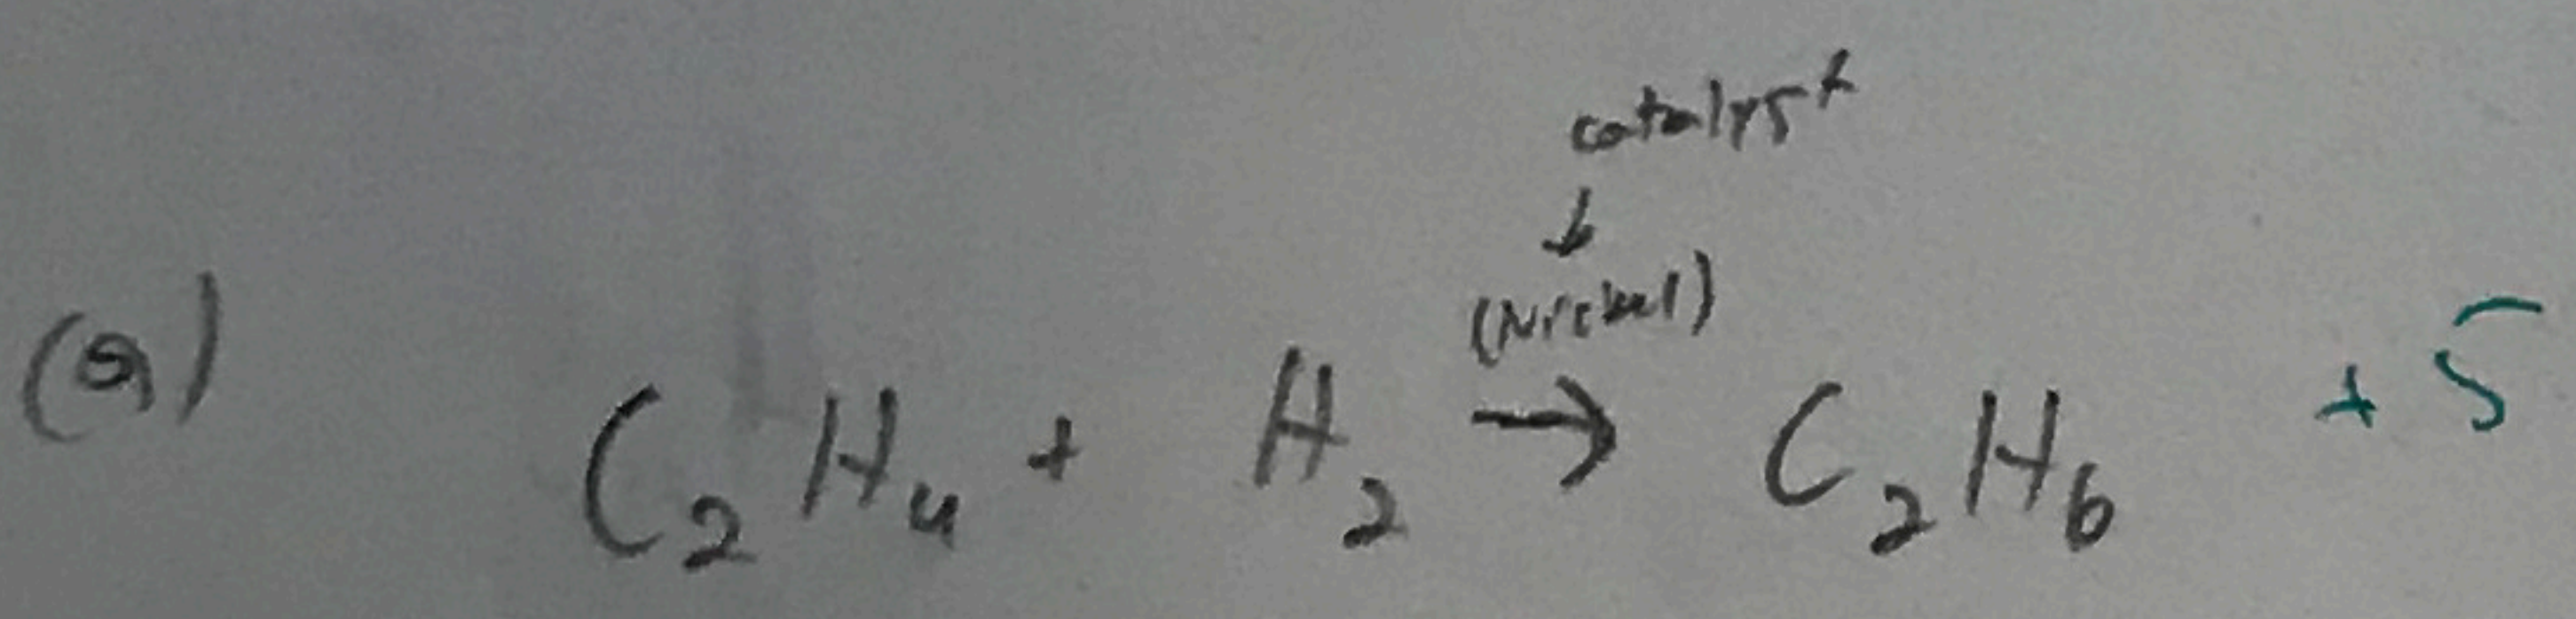 catalyst
↓
(Nickel)
(a) C₂H₄ + H₂ → C₂H₆ +5